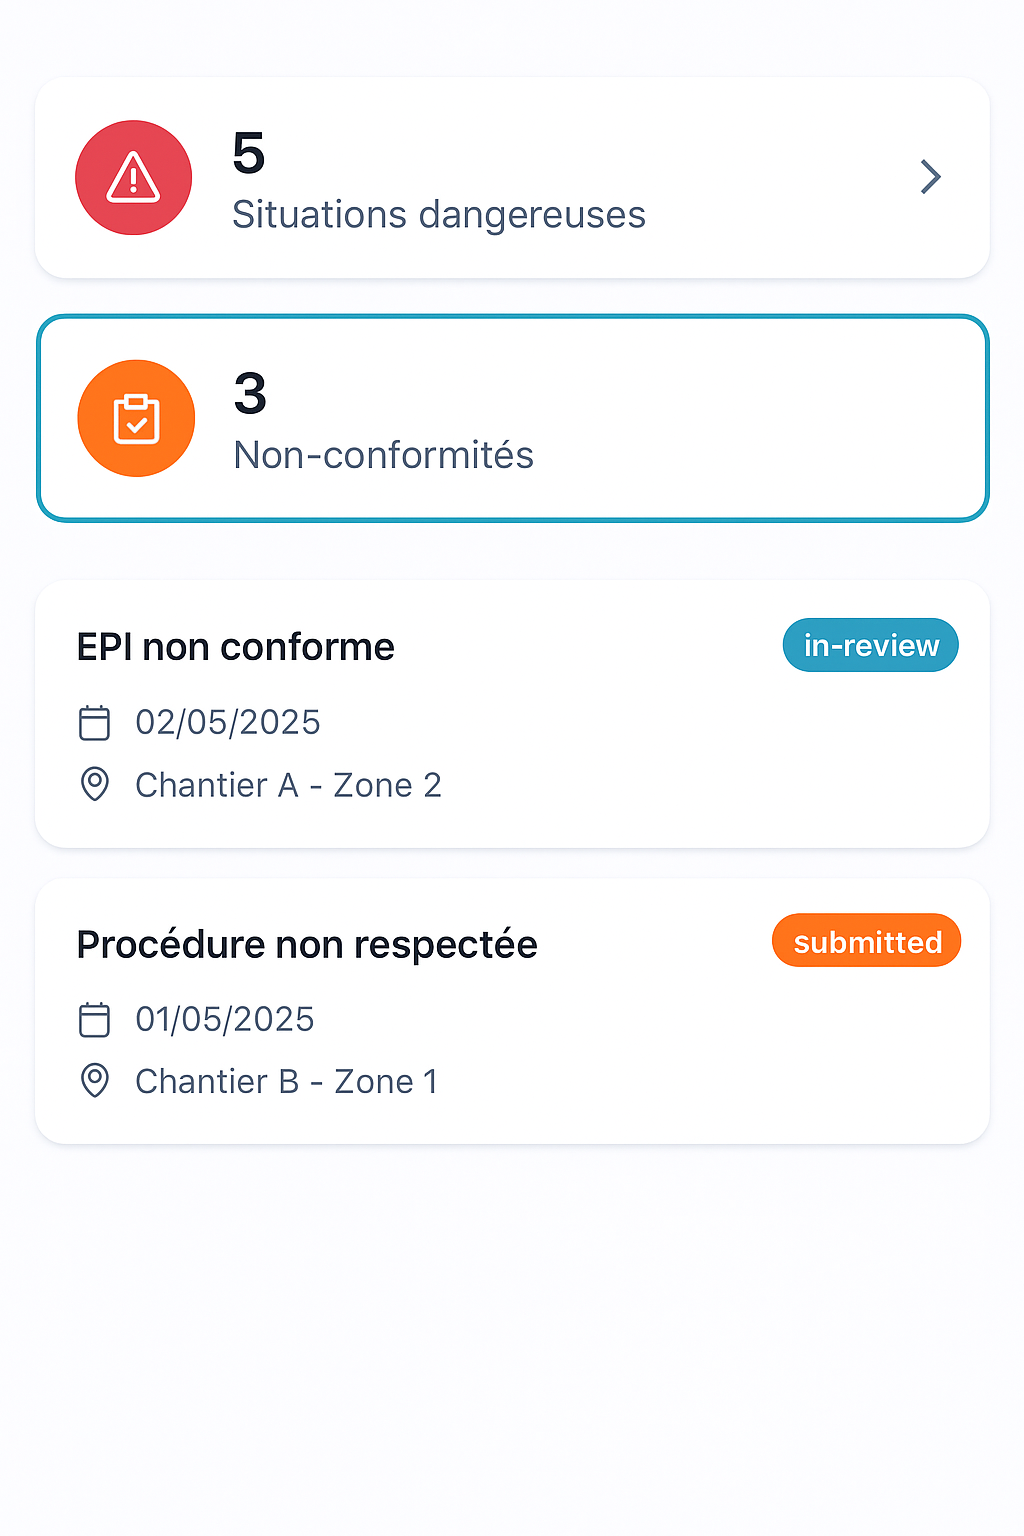 5
Situations dangereuses
3
Non-conformités
EPI non conforme
in-review
02/05/2025
Chantier A - Zone 2
Procédure non respectée
submitted
01/05/2025
Chantier B - Zone 1